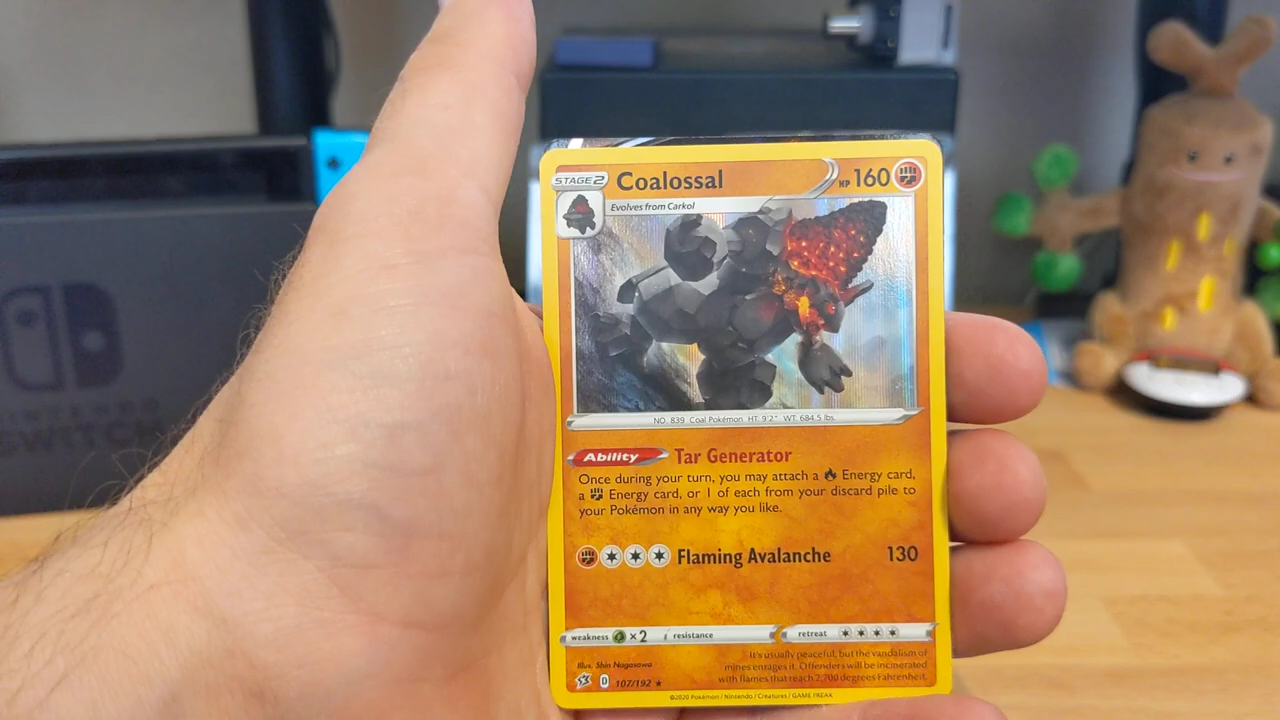 STAGE2 Coalossal HP 160
Evolves from Carkol
NO. 839 Coal Pokémon HT: 9'2" WT: 684.5 lbs.
Ability Tar Generator
Once during your turn, you may attach a Energy card,
a Energy card, or 1 of each from your discard pile to
your Pokémon in any way you like.
Flaming Avalanche 130
weakness ×2 resistance retreat
It's usually peaceful, but the vandalism of
mines enrages it. Offenders will be incinerated
with flames that reach 2,700 degrees Fahrenheit.
Illus. Shin Nagasawa
D 107/192 ★
©2020 Pokémon / Nintendo / Creatures / GAME FREAK
NINTENDO
SWITCH